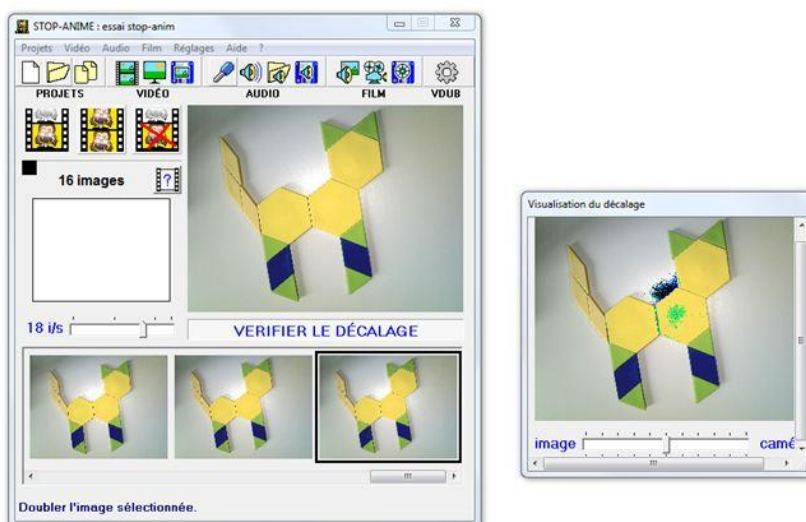 STOP-ANIME : essai stop-anim
Projets Vidéo Audio Film Réglages Aide ?
PROJETS VIDÉO AUDIO FILM VDUB
16 images
?
18 i/s
VERIFIER LE DÉCALAGE
Doubler l'image sélectionnée.
Visualisation du décalage
image camé